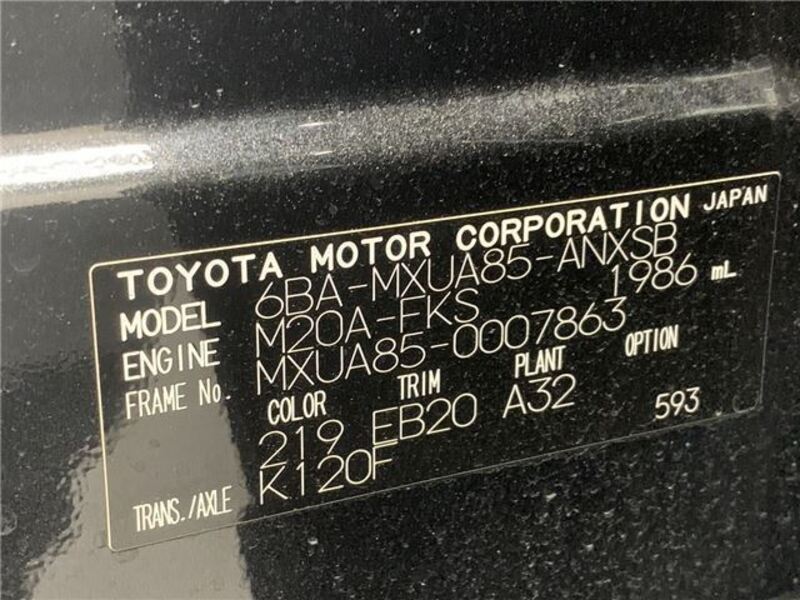 TOYOTA MOTOR CORPORATION JAPAN
MODEL 6BA-MXUA85-ANXSB
ENGINE M20A-FKS 1986 mL
FRAME No. MXUA85-0007863
COLOR TRIM PLANT OPTION
219 EB20 A32 593
TRANS./AXLE K120F